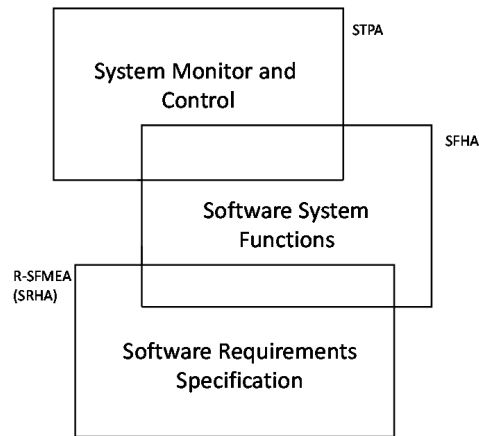 STPA
System Monitor and
Control
SFHA
Software System
Functions
R-SFMEA
(SRHA)
Software Requirements
Specification